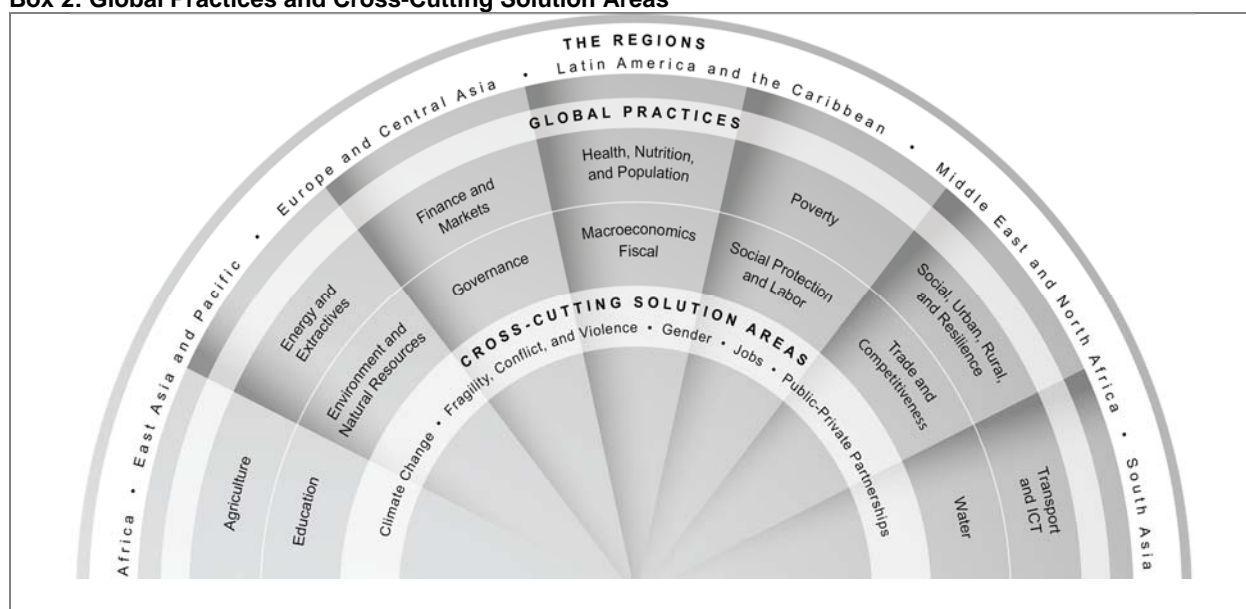 Box 2: Global Practices and Cross-Cutting Solution Areas
THE REGIONS
Africa • East Asia and Pacific • Europe and Central Asia • Latin America and the Caribbean • Middle East and North Africa • South Asia
GLOBAL PRACTICES
Agriculture
Education
Energy and
Extractives
Environment and
Natural Resources
Finance and
Markets
Governance
Health, Nutrition,
and Population
Macroeconomics
Fiscal
Poverty
Social Protection
and Labor
Social, Urban, Rural,
and Resilience
Trade and
Competitiveness
Transport
and ICT
Water
CROSS-CUTTING SOLUTION AREAS
Climate Change • Fragility, Conflict, and Violence • Gender • Jobs • Public-Private Partnerships